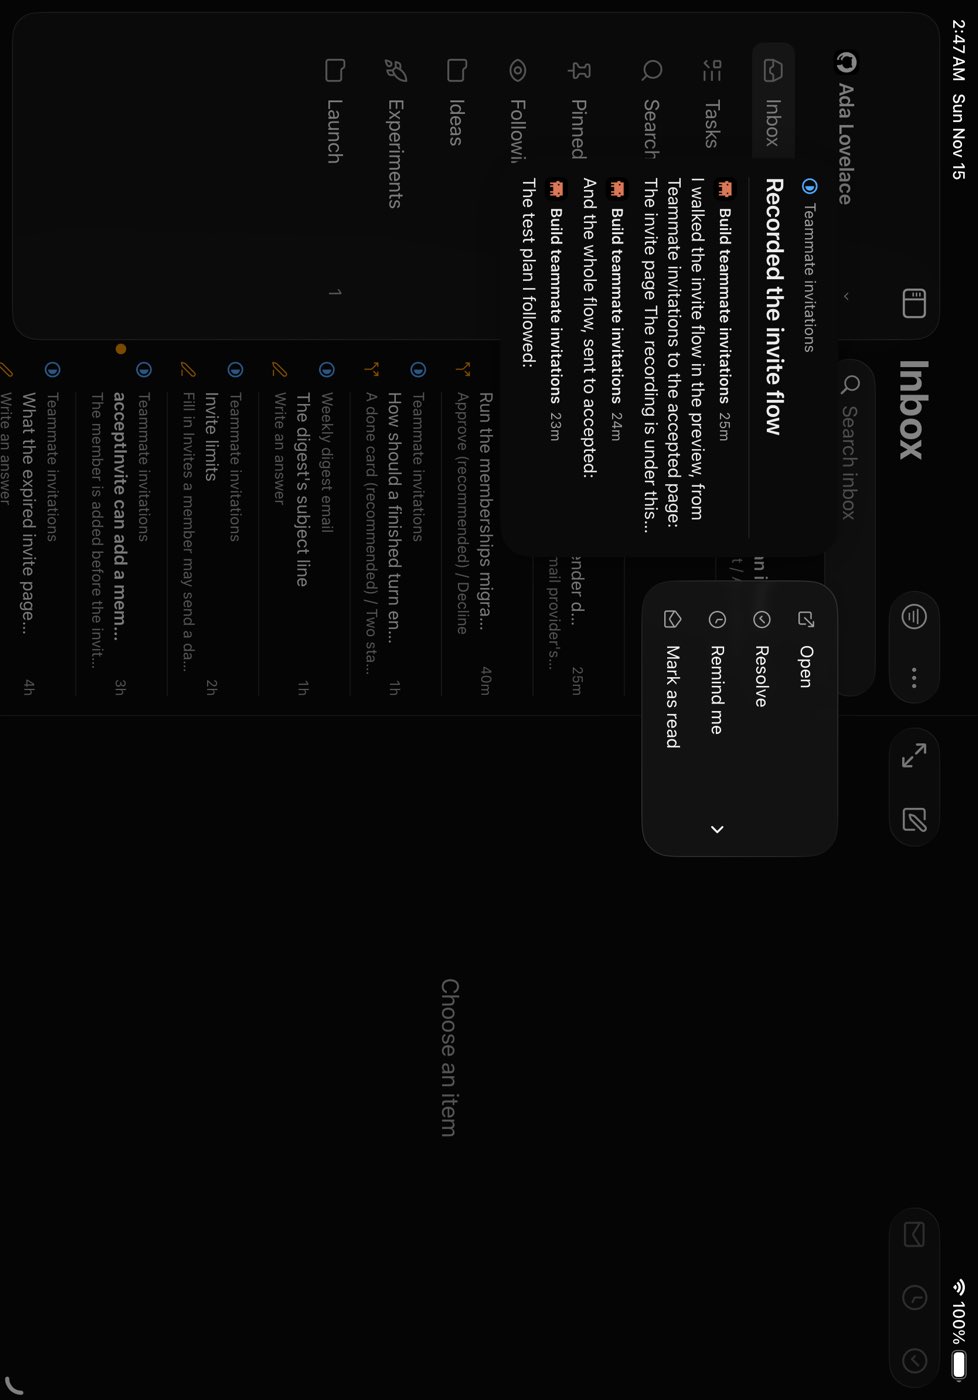 2:47 AM Sun Nov 15
100%
Inbox
Search inbox
Ada Lovelace
Inbox
Tasks
Search
Pinned
Ideas
Experiments
Launch 1
Teammate invitations
Recorded the invite flow
Build teammate invitations 25m
I walked the invite flow in the preview, from
Teammate invitations to the accepted page:
The invite page The recording is under this...
Build teammate invitations 24m
And the whole flow, sent to accepted:
Build teammate invitations 23m
The test plan I followed:
Open
Resolve
Remind me
Mark as read
ender d... 25m
mail provider's...
Run the memberships migra... 40m
Approve (recommended) / Decline
Teammate invitations
How should a finished turn en... 1h
A done card (recommended) / Two sta...
Weekly digest email
The digest's subject line 1h
Write an answer
Teammate invitations
Invite limits 2h
Fill in Invites a member may send a da...
Teammate invitations
acceptInvite can add a mem... 3h
The member is added before the invit...
Teammate invitations
What the expired invite page... 4h
Write an answer
Choose an item